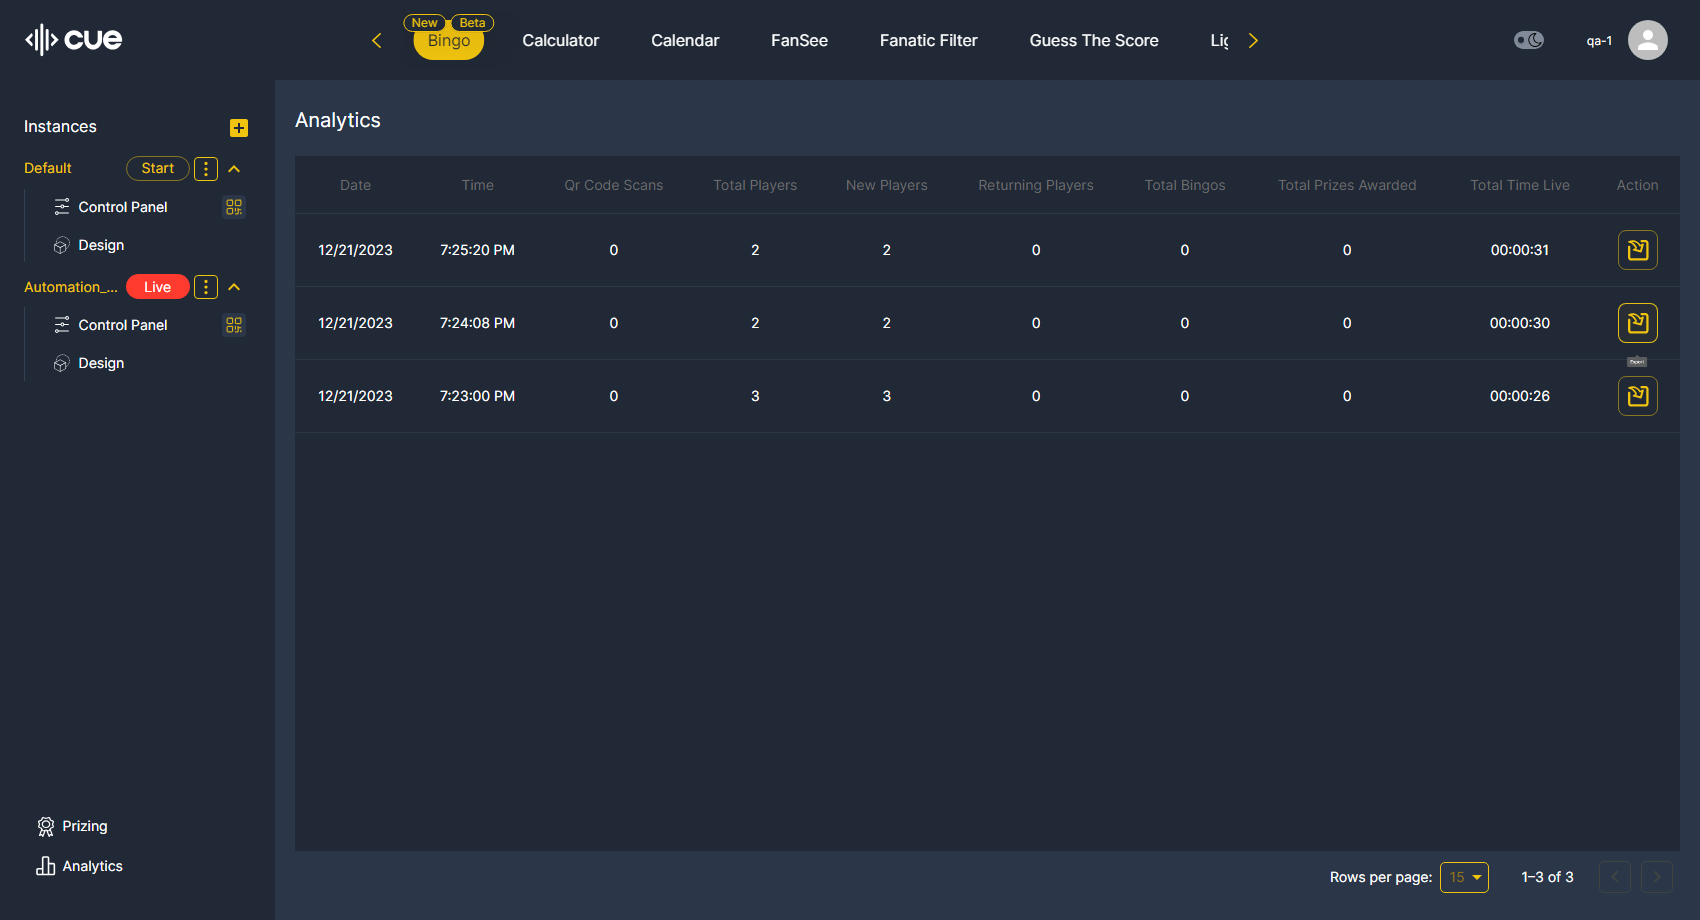 cue
New Beta
Bingo Calculator Calendar FanSee Fanatic Filter Guess The Score Lig
qa-1
Instances
Default Start
Control Panel
Design
Automation_... Live
Control Panel
Design
Prizing
Analytics
Analytics
Date Time Qr Code Scans Total Players New Players Returning Players Total Bingos Total Prizes Awarded Total Time Live Action
12/21/2023 7:25:20 PM 0 2 2 0 0 0 00:00:31
12/21/2023 7:24:08 PM 0 2 2 0 0 0 00:00:30
Export
12/21/2023 7:23:00 PM 0 3 3 0 0 0 00:00:26
Rows per page: 15 1–3 of 3